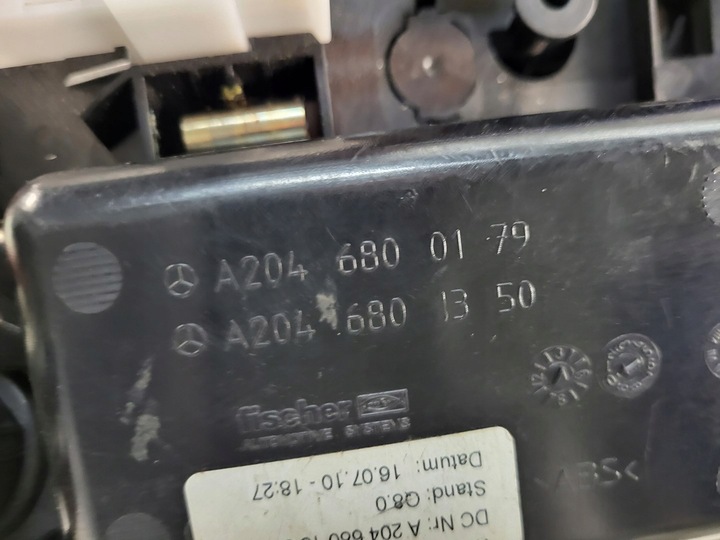 A204 680 01 79
A204 680 13 50
fischer
AUTOMOTIVE SYSTEMS
>ABS<
Datum: 16.07.10 - 18:27
Stand: Q8.0
DC Nr: A 204 680